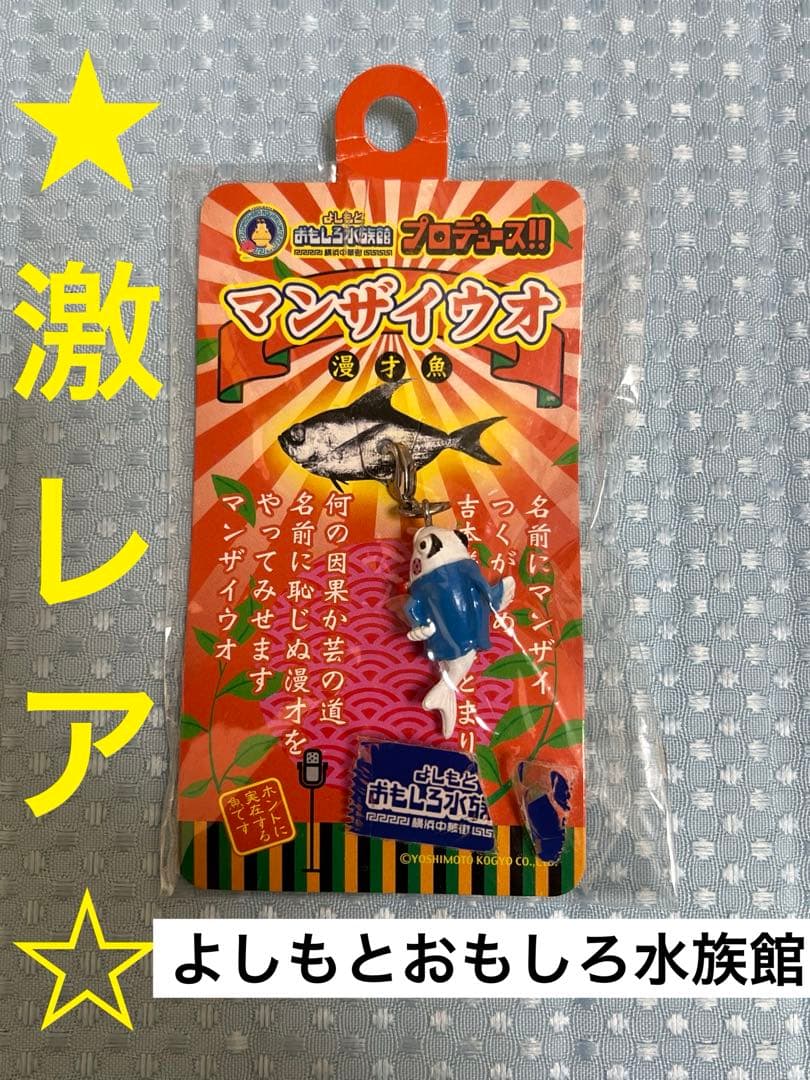 ★激レア☆
よしもと
おもしろ水族館
横浜中華街
プロデュース!!
マンザイウオ
漫才魚
名前にマンザイ
つくが め
吉本 とまり
何の因果か芸の道
名前に恥じぬ漫才を
やってみせます
マンザイウオ
ホントに
実在する
魚です
よしもと
おもしろ水族
横浜中華街
©YOSHIMOTO KOGYO CO.,LTD.
よしもとおもしろ水族館